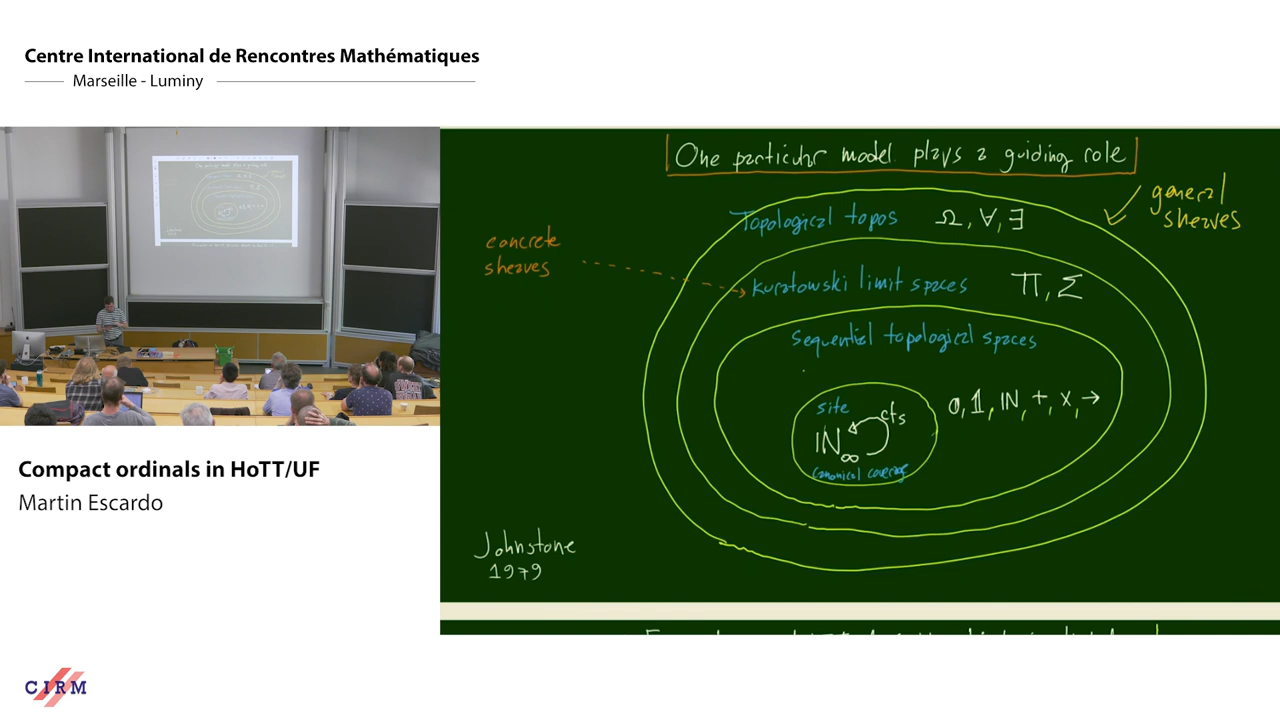 Centre International de Rencontres Mathématiques
Marseille - Luminy
One particular model plays a guiding role
general
sheaves
Topological topos Ω, ∀, ∃
concrete
sheaves
Kuratowski limit spaces Π, Σ
Sequential topological spaces
site
cts
ℕ∞
canonical coverage
0, 1, ℕ, +, ×, →
Johnstone
1979
Compact ordinals in HoTT/UF
Martin Escardo
CIRM